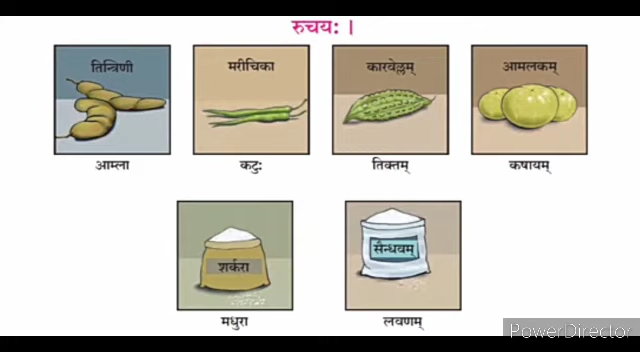 रुचयः ।
तिन्त्रिणी
मरीचिका
कारवेल्लम्
आमलकम्
आम्ला
कटुः
तिक्तम्
कषायम्
शर्करा
सैन्धवम्
मधुरा
लवणम्
PowerDirector